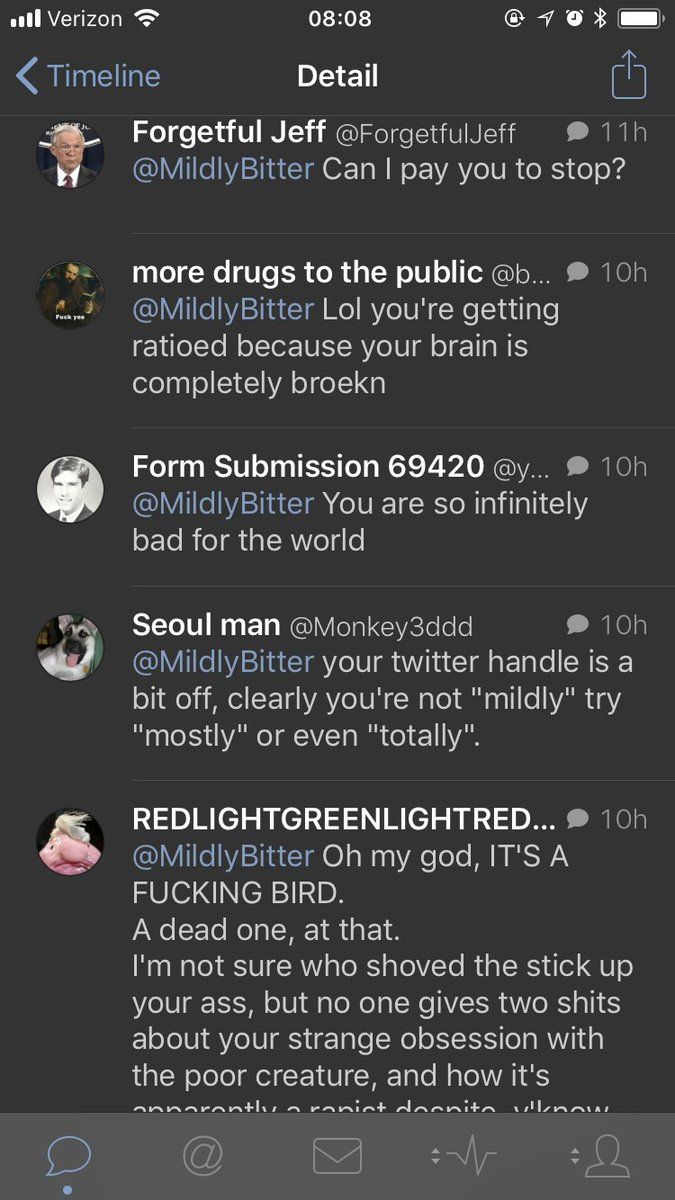 Verizon 08:08
Timeline Detail
Forgetful Jeff @ForgetfulJeff 11h
@MildlyBitter Can I pay you to stop?
more drugs to the public @b... 10h
@MildlyBitter Lol you're getting
ratioed because your brain is
completely broekn
Fuck yes
Form Submission 69420 @y... 10h
@MildlyBitter You are so infinitely
bad for the world
Seoul man @Monkey3ddd 10h
@MildlyBitter your twitter handle is a
bit off, clearly you're not "mildly" try
"mostly" or even "totally".
REDLIGHTGREENLIGHTRED... 10h
@MildlyBitter Oh my god, IT'S A
FUCKING BIRD.
A dead one, at that.
I'm not sure who shoved the stick up
your ass, but no one gives two shits
about your strange obsession with
the poor creature, and how it's
apparently a rapist despite, y'know
@